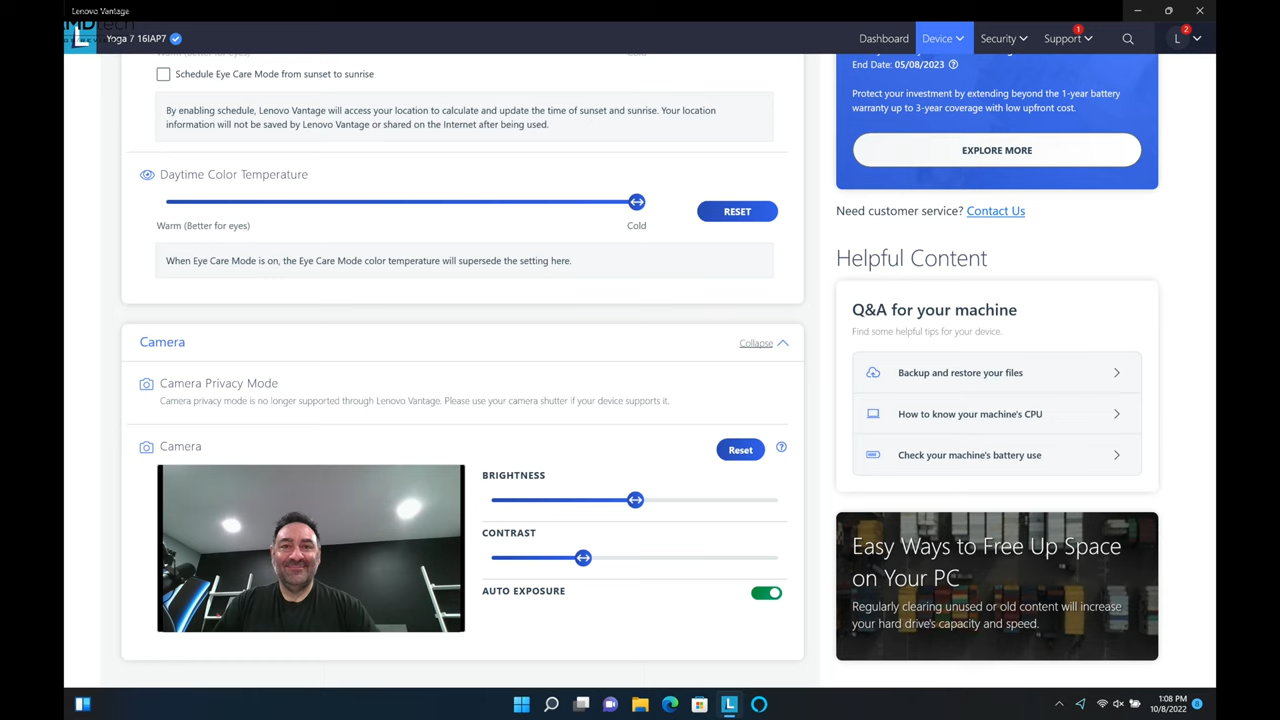 Lenovo Vantage
Yoga 7 16IAP7
Dashboard
Device
Security
Support
1
L
2
Cold
Schedule Eye Care Mode from sunset to sunrise
By enabling schedule, Lenovo Vantage will access your location to calculate and update the time of sunset and sunrise. Your location
information will not be saved by Lenovo Vantage or shared on the Internet after being used.
Daytime Color Temperature
RESET
Warm (Better for eyes)
Cold
When Eye Care Mode is on, the Eye Care Mode color temperature will supersede the setting here.
Camera
Collapse
Camera Privacy Mode
Camera privacy mode is no longer supported through Lenovo Vantage. Please use your camera shutter if your device supports it.
Camera
Reset
BRIGHTNESS
CONTRAST
AUTO EXPOSURE
End Date: 05/08/2023
Protect your investment by extending beyond the 1-year battery
warranty up to 3-year coverage with low upfront cost.
EXPLORE MORE
Need customer service? Contact Us
Helpful Content
Q&A for your machine
Find some helpful tips for your device.
Backup and restore your files
How to know your machine's CPU
Check your machine's battery use
Easy Ways to Free Up Space
on Your PC
Regularly clearing unused or old content will increase
your hard drive's capacity and speed.
L
1:08 PM
10/8/2022